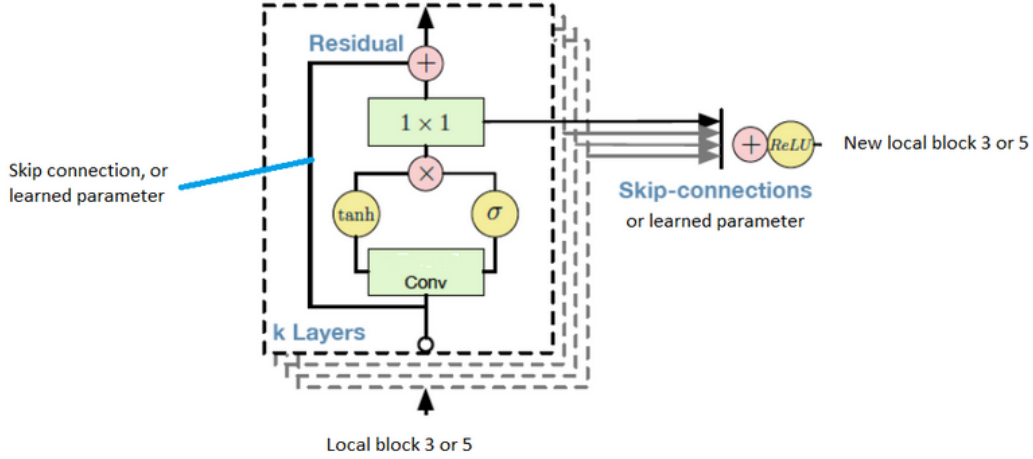 Residual
+
1 × 1
×
tanh
σ
Conv
k Layers
Skip connection, or
learned parameter
+
ReLU
New local block 3 or 5
Skip-connections
or learned parameter
Local block 3 or 5